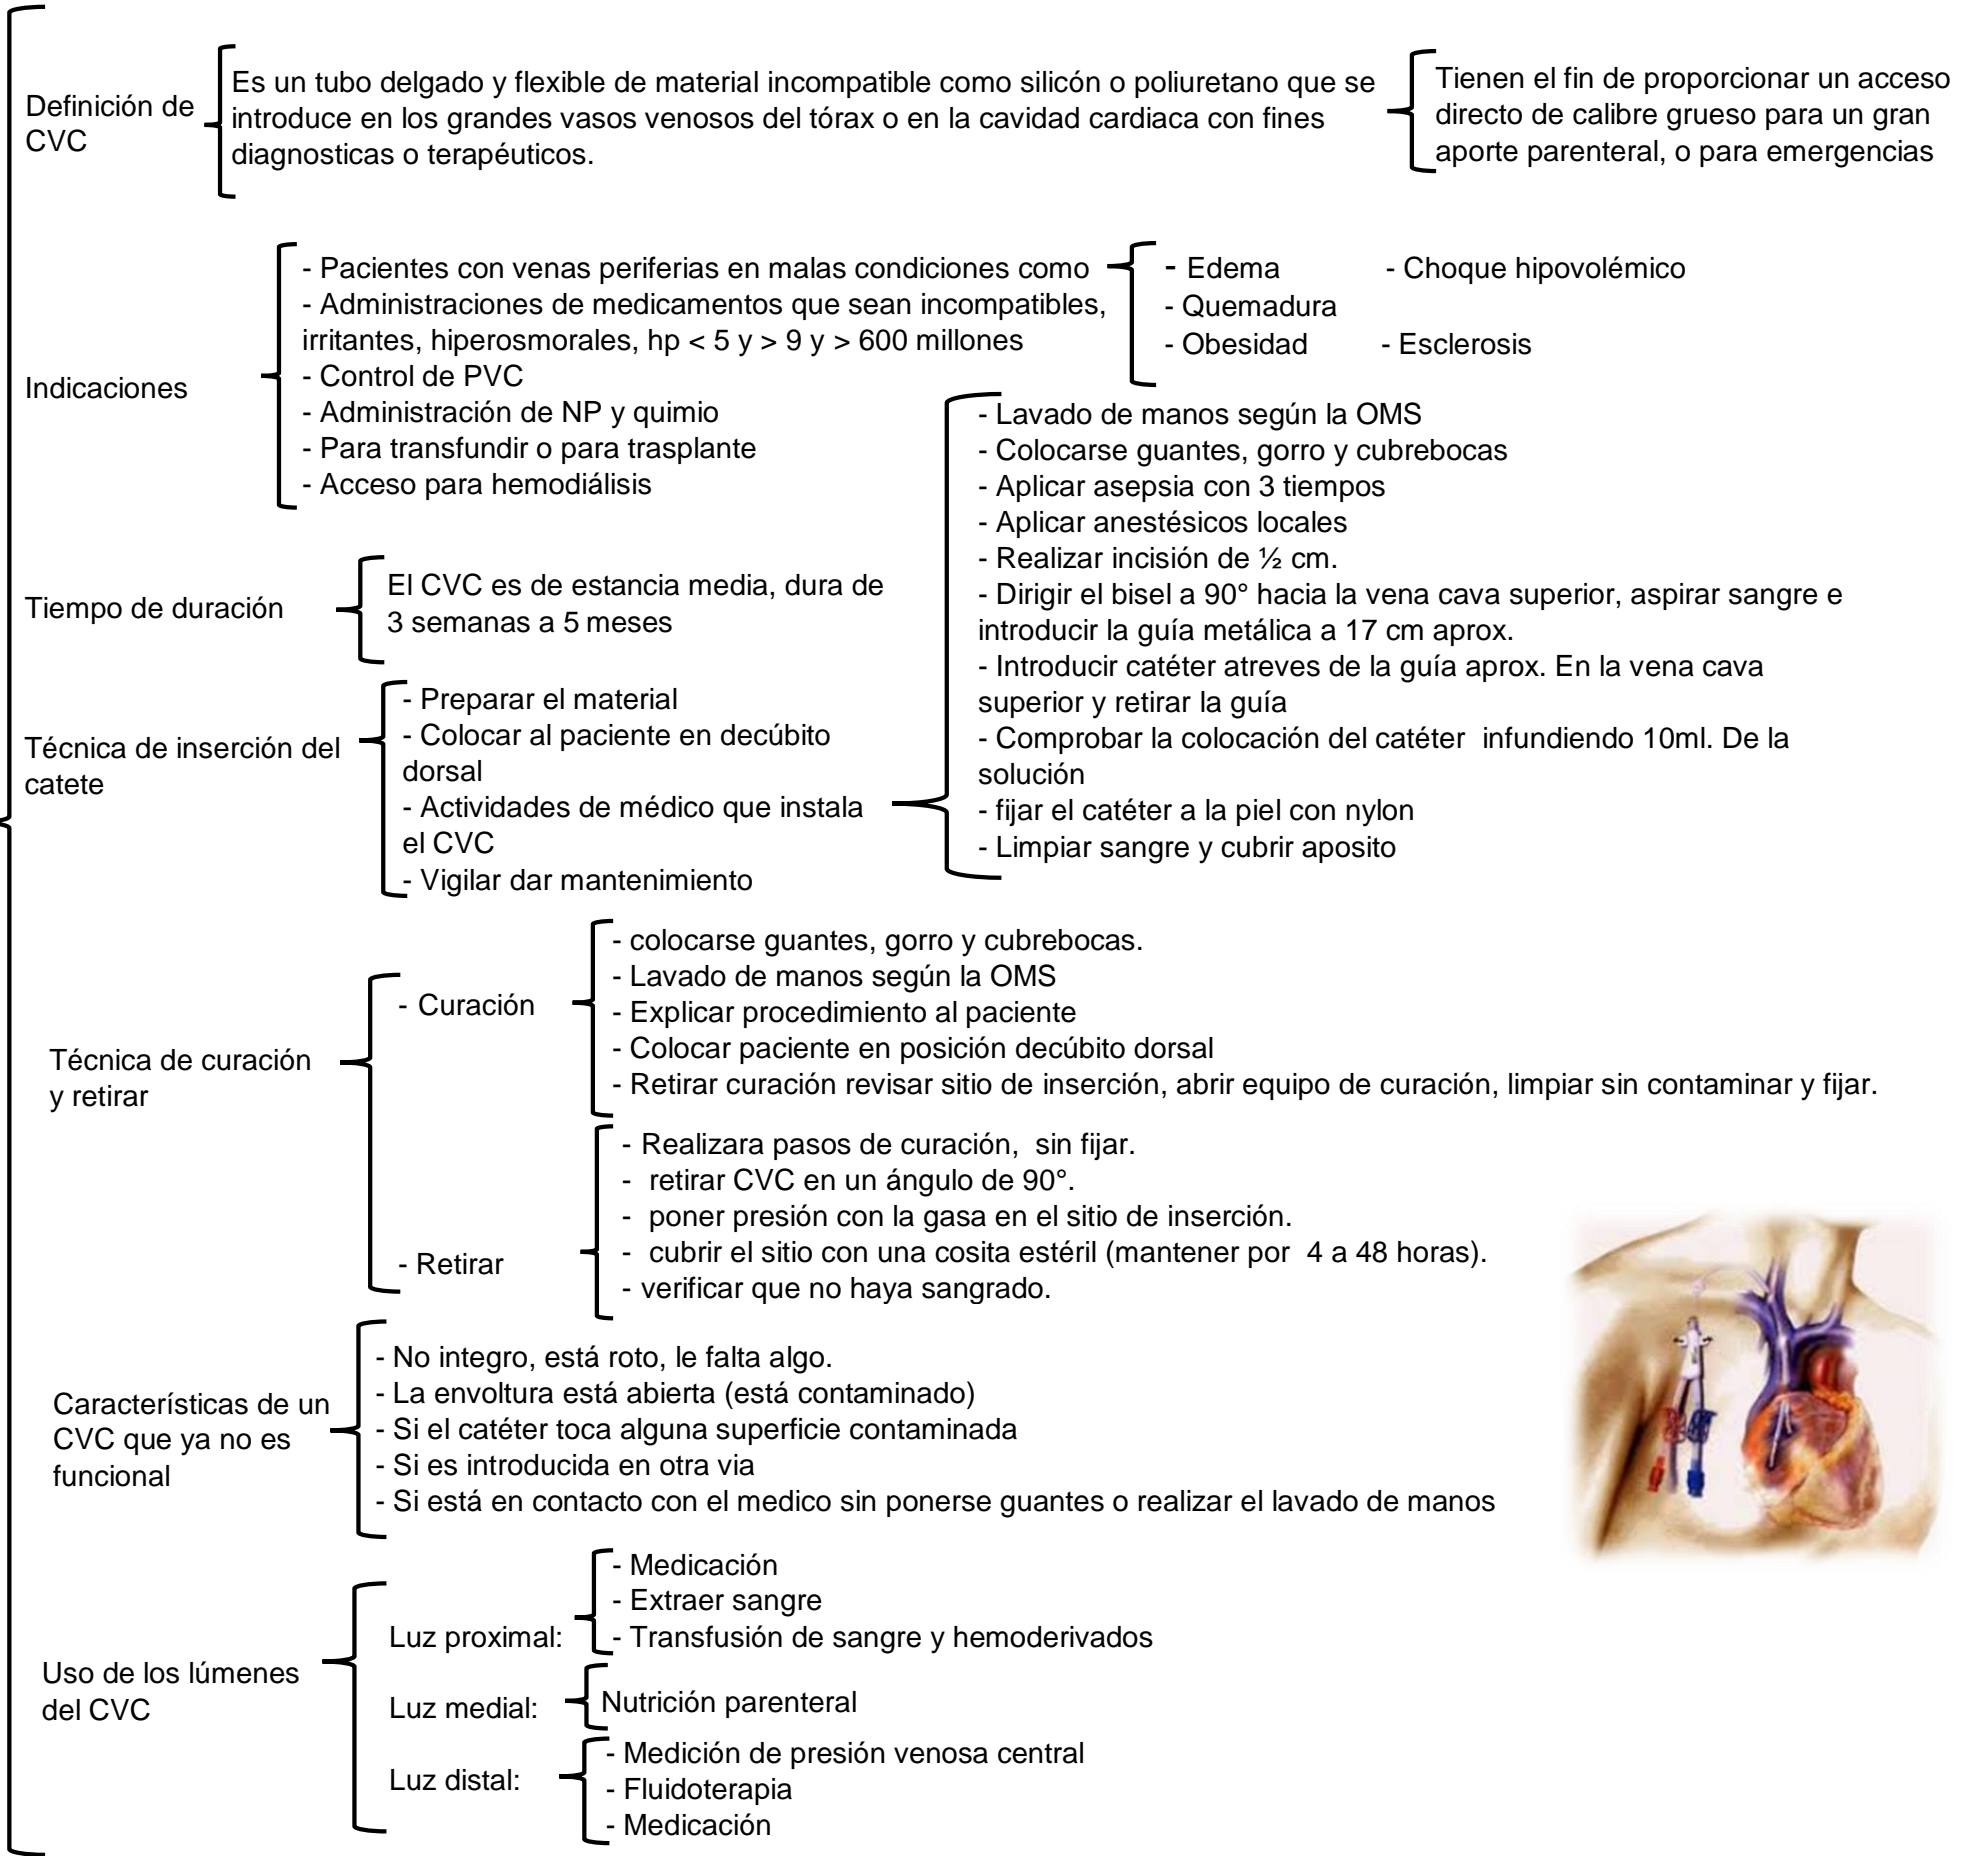 Definición de
CVC
Es un tubo delgado y flexible de material incompatible como silicón o poliuretano que se
introduce en los grandes vasos venosos del tórax o en la cavidad cardiaca con fines
diagnosticas o terapéuticos.
Tienen el fin de proporcionar un acceso
directo de calibre grueso para un gran
aporte parenteral, o para emergencias
Indicaciones
- Pacientes con venas periferias en malas condiciones como
- Administraciones de medicamentos que sean incompatibles,
irritantes, hiperosmorales, hp < 5 y > 9 y > 600 millones
- Control de PVC
- Administración de NP y quimio
- Para transfundir o para trasplante
- Acceso para hemodiálisis
- Edema - Choque hipovolémico
- Quemadura
- Obesidad - Esclerosis
Tiempo de duración
El CVC es de estancia media, dura de
3 semanas a 5 meses
Técnica de inserción del
catete
- Preparar el material
- Colocar al paciente en decúbito
dorsal
- Actividades de médico que instala
el CVC
- Vigilar dar mantenimiento
- Lavado de manos según la OMS
- Colocarse guantes, gorro y cubrebocas
- Aplicar asepsia con 3 tiempos
- Aplicar anestésicos locales
- Realizar incisión de ½ cm.
- Dirigir el bisel a 90° hacia la vena cava superior, aspirar sangre e
introducir la guía metálica a 17 cm aprox.
- Introducir catéter atreves de la guía aprox. En la vena cava
superior y retirar la guía
- Comprobar la colocación del catéter infundiendo 10ml. De la
solución
- fijar el catéter a la piel con nylon
- Limpiar sangre y cubrir aposito
Técnica de curación
y retirar
- Curación
- colocarse guantes, gorro y cubrebocas.
- Lavado de manos según la OMS
- Explicar procedimiento al paciente
- Colocar paciente en posición decúbito dorsal
- Retirar curación revisar sitio de inserción, abrir equipo de curación, limpiar sin contaminar y fijar.
- Retirar
- Realizara pasos de curación, sin fijar.
- retirar CVC en un ángulo de 90°.
- poner presión con la gasa en el sitio de inserción.
- cubrir el sitio con una cosita estéril (mantener por 4 a 48 horas).
- verificar que no haya sangrado.
Características de un
CVC que ya no es
funcional
- No integro, está roto, le falta algo.
- La envoltura está abierta (está contaminado)
- Si el catéter toca alguna superficie contaminada
- Si es introducida en otra via
- Si está en contacto con el medico sin ponerse guantes o realizar el lavado de manos
Uso de los lúmenes
del CVC
Luz proximal:
- Medicación
- Extraer sangre
- Transfusión de sangre y hemoderivados
Luz medial:
Nutrición parenteral
Luz distal:
- Medición de presión venosa central
- Fluidoterapia
- Medicación